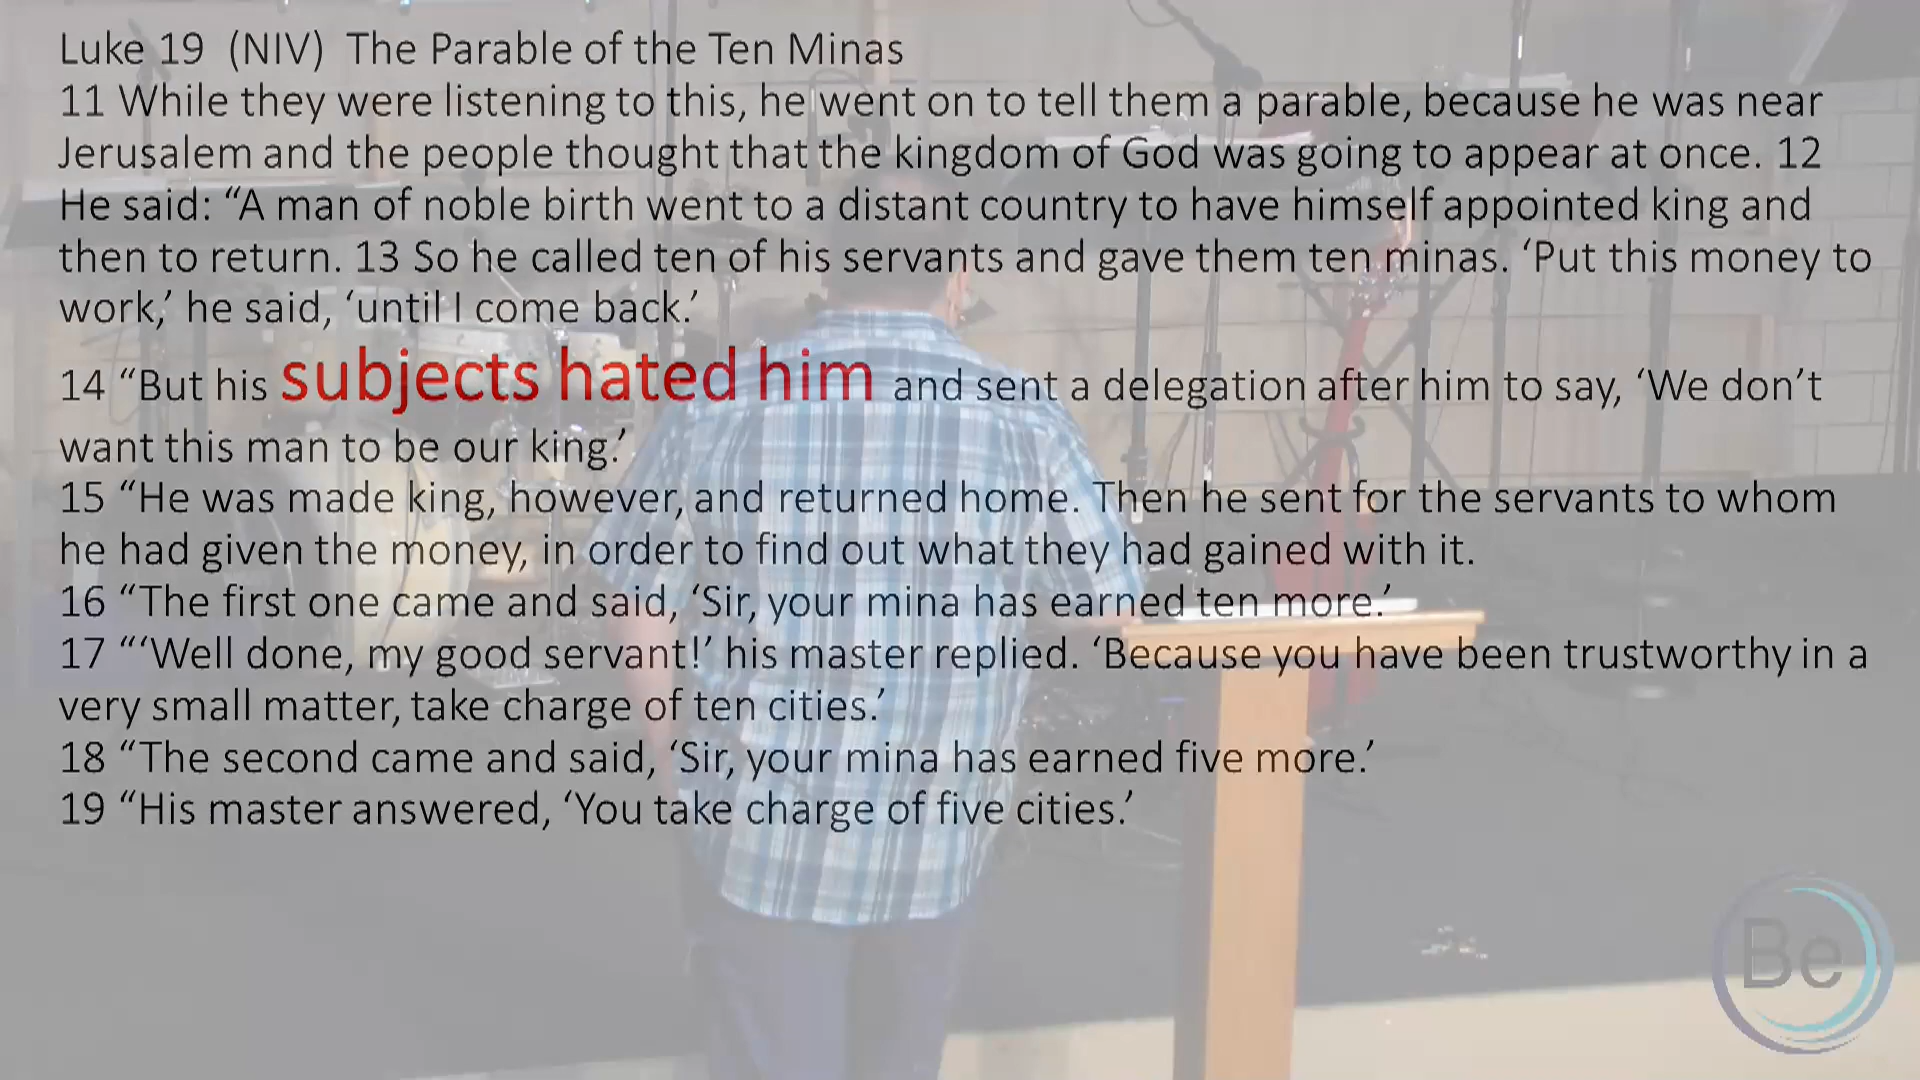 Luke 19  (NIV)  The Parable of the Ten Minas
11 While they were listening to this, he went on to tell them a parable, because he was near
Jerusalem and the people thought that the kingdom of God was going to appear at once. 12
He said: “A man of noble birth went to a distant country to have himself appointed king and
then to return. 13 So he called ten of his servants and gave them ten minas. ‘Put this money to
work,’ he said, ‘until I come back.’
14 “But his subjects hated him and sent a delegation after him to say, ‘We don’t
want this man to be our king.’
15 “He was made king, however, and returned home. Then he sent for the servants to whom
he had given the money, in order to find out what they had gained with it.
16 “The first one came and said, ‘Sir, your mina has earned ten more.’
17 “‘Well done, my good servant!’ his master replied. ‘Because you have been trustworthy in a
very small matter, take charge of ten cities.’
18 “The second came and said, ‘Sir, your mina has earned five more.’
19 “His master answered, ‘You take charge of five cities.’
Be